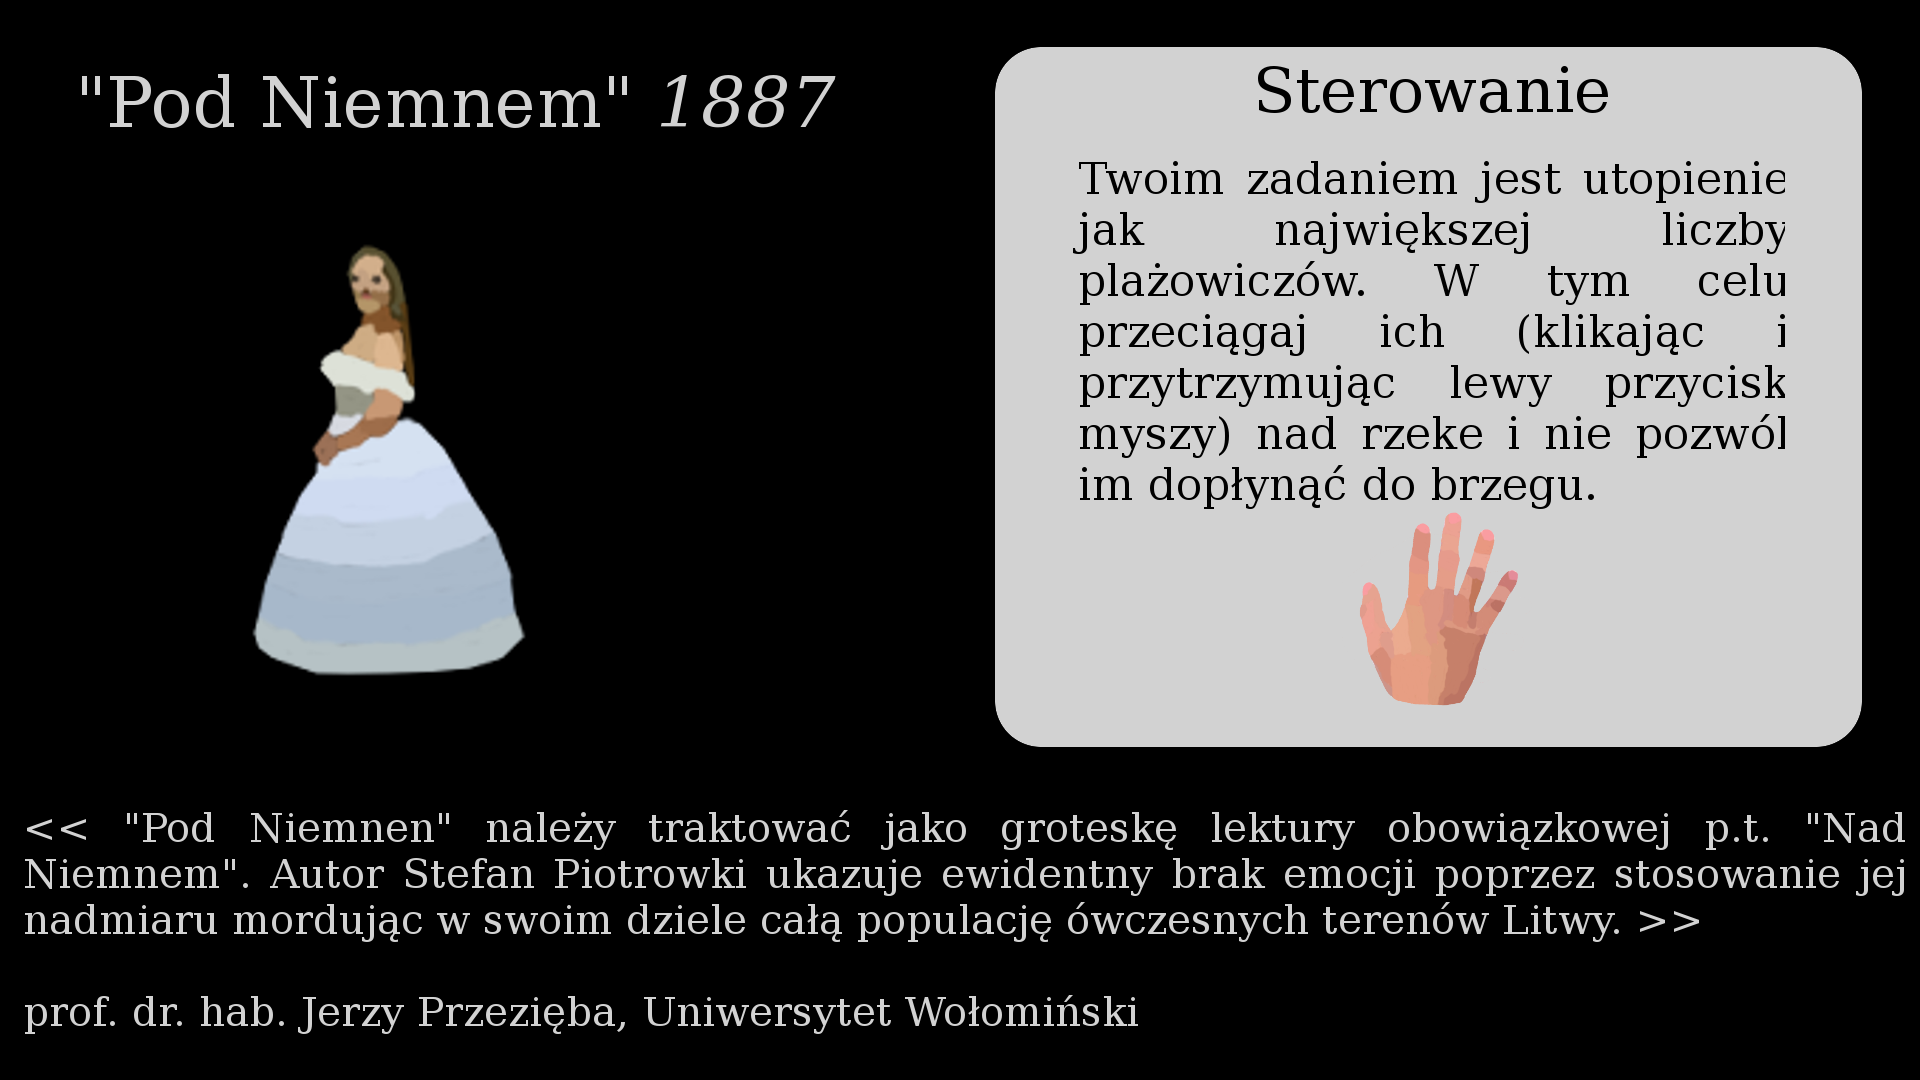 "Pod Niemnem" 1887
Sterowanie
Twoim zadaniem jest utopienie
jak największej liczby
plażowiczów. W tym celu
przeciągaj ich (klikając i
przytrzymując lewy przycisk
myszy) nad rzeke i nie pozwól
im dopłynąć do brzegu.
<< "Pod Niemnen" należy traktować jako groteskę lektury obowiązkowej p.t. "Nad
Niemnem". Autor Stefan Piotrowki ukazuje ewidentny brak emocji poprzez stosowanie jej
nadmiaru mordując w swoim dziele całą populację ówczesnych terenów Litwy. >>
prof. dr. hab. Jerzy Przezięba, Uniwersytet Wołomiński